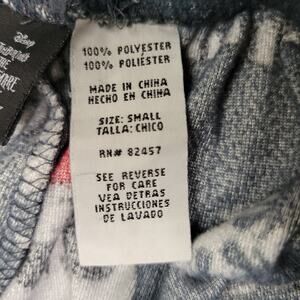 Disney
100% POLYESTER
100% POLIÉSTER
MADE IN CHINA
HECHO EN CHINA
SIZE: SMALL
TALLA: CHICO
RN# 82457
SEE REVERSE
FOR CARE
VEA DETRAS
INSTRUCCIONES
DE LAVADO